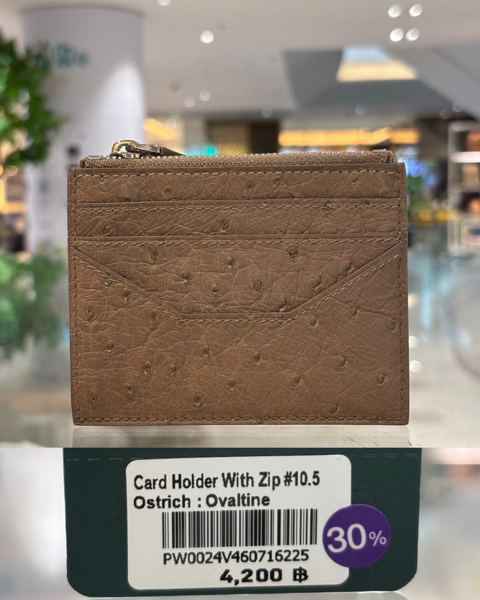 Card Holder With Zip #10.5
Ostrich : Ovaltine
PW0024V460716225
4,200 ฿
30%